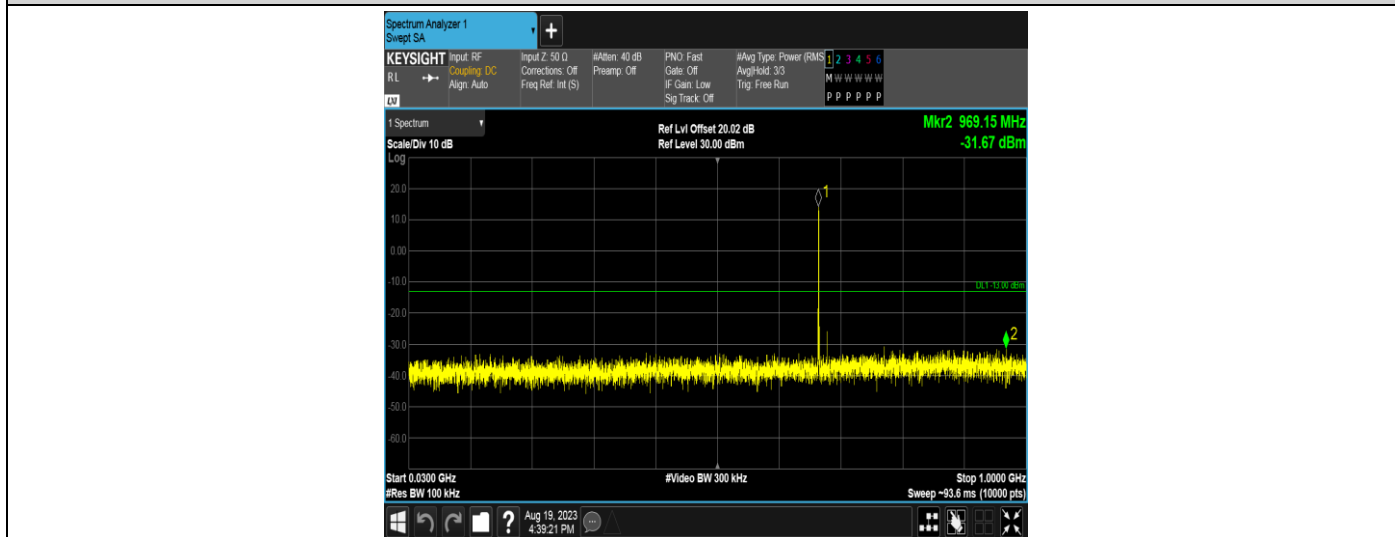 Spectrum Analyzer 1
Swept SA
+
KEYSIGHT Input: RF Input Z: 50 Ω #Atten: 40 dB PNO: Fast #Avg Type: Power (RMS 1 2 3 4 5 6
RL Coupling: DC Corrections: Off Preamp: Off Gate: Off Avg|Hold: 3/3 M W W W W W
Align: Auto Freq Ref: Int (S) IF Gain: Low Trig: Free Run
LXI Sig Track: Off P P P P P P
1 Spectrum Ref Lvl Offset 20.02 dB Mkr2 969.15 MHz
Scale/Div 10 dB Ref Level 30.00 dBm -31.67 dBm
Log
1
20.0
10.0
0.00
-10.0
DL1 -13.00 dBm
-20.0
2
-30.0
-40.0
-50.0
-60.0
Start 0.0300 GHz #Video BW 300 kHz Stop 1.0000 GHz
#Res BW 100 kHz Sweep ~93.6 ms (10000 pts)
? Aug 19, 2023
4:39:21 PM